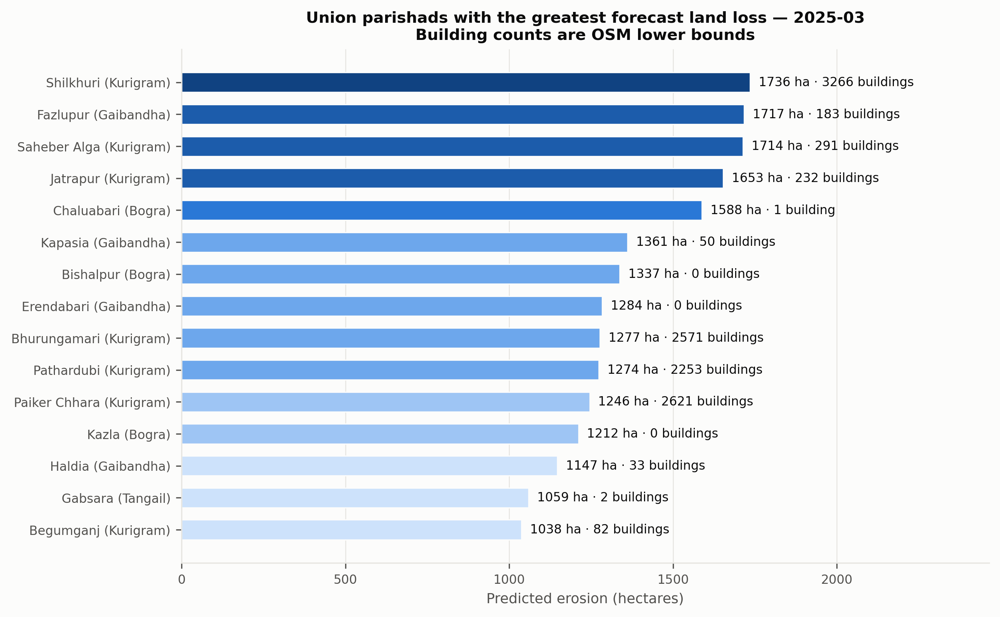 Union parishads with the greatest forecast land loss — 2025-03
Building counts are OSM lower bounds
Shilkhuri (Kurigram) 1736 ha · 3266 buildings
Fazlupur (Gaibandha) 1717 ha · 183 buildings
Saheber Alga (Kurigram) 1714 ha · 291 buildings
Jatrapur (Kurigram) 1653 ha · 232 buildings
Chaluabari (Bogra) 1588 ha · 1 building
Kapasia (Gaibandha) 1361 ha · 50 buildings
Bishalpur (Bogra) 1337 ha · 0 buildings
Erendabari (Gaibandha) 1284 ha · 0 buildings
Bhurungamari (Kurigram) 1277 ha · 2571 buildings
Pathardubi (Kurigram) 1274 ha · 2253 buildings
Paiker Chhara (Kurigram) 1246 ha · 2621 buildings
Kazla (Bogra) 1212 ha · 0 buildings
Haldia (Gaibandha) 1147 ha · 33 buildings
Gabsara (Tangail) 1059 ha · 2 buildings
Begumganj (Kurigram) 1038 ha · 82 buildings
0 500 1000 1500 2000
Predicted erosion (hectares)